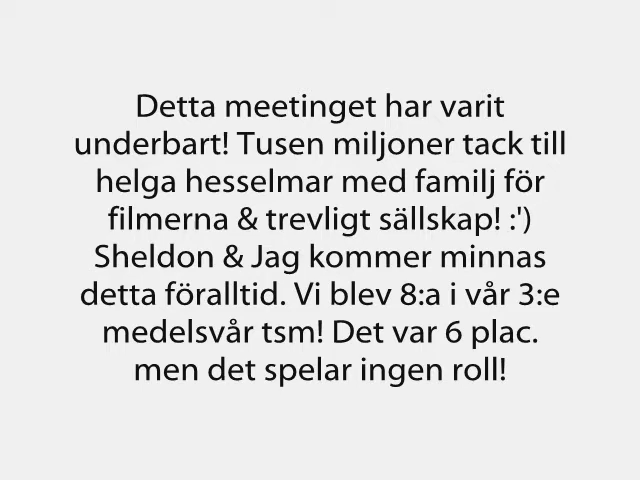 Detta meetinget har varit
underbart! Tusen miljoner tack till
helga hesselmar med familj för
filmerna & trevligt sällskap! :')
Sheldon & Jag kommer minnas
detta föralltid. Vi blev 8:a i vår 3:e
medelsvår tsm! Det var 6 plac.
men det spelar ingen roll!